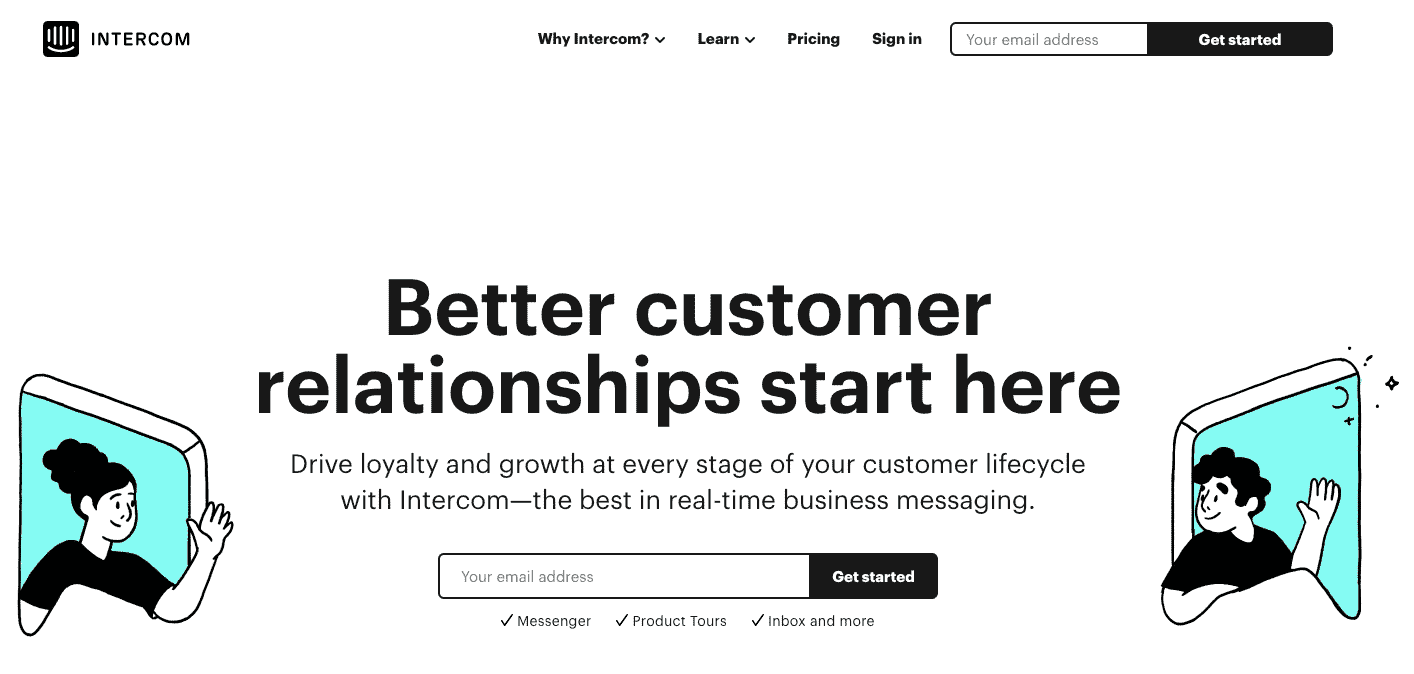 INTERCOM
Why Intercom?
Learn
Pricing
Sign in
Your email address
Get started
Better customer
relationships start here
Drive loyalty and growth at every stage of your customer lifecycle
with Intercom—the best in real-time business messaging.
Your email address
Get started
✓ Messenger
✓ Product Tours
✓ Inbox and more